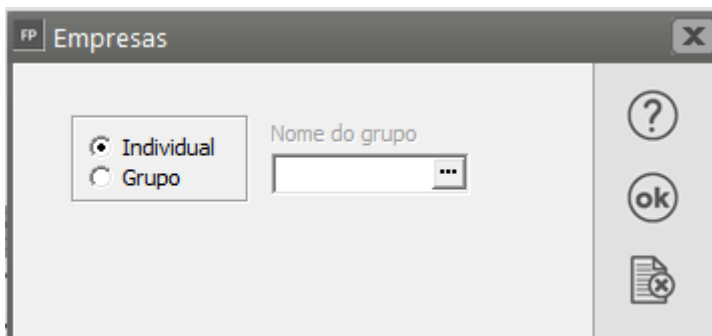 FP Empresas
Individual
Nome do grupo
Grupo
...
?
ok